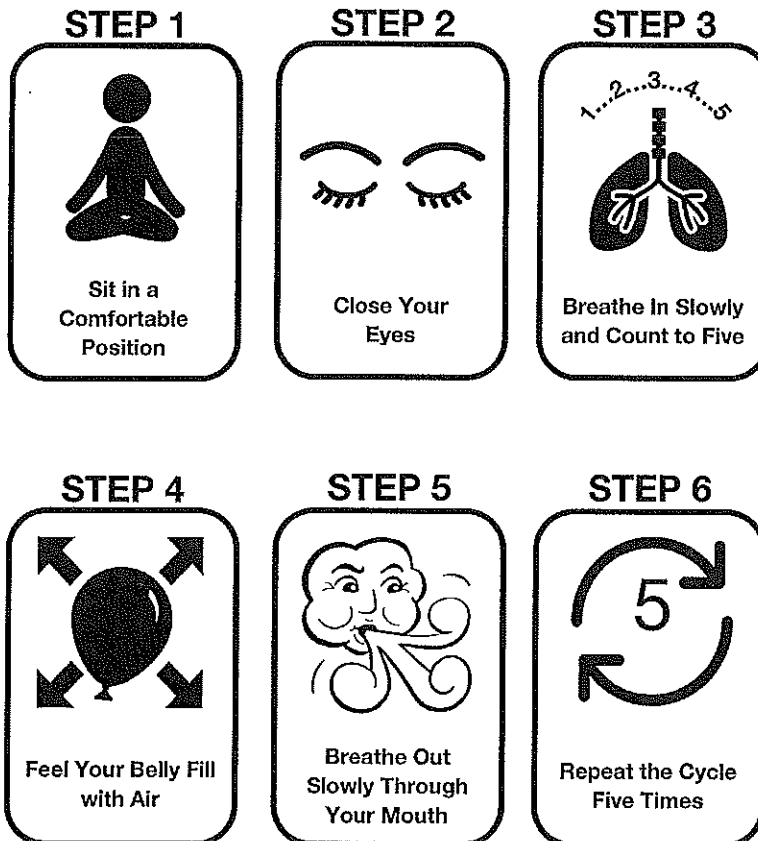 STEP 1
Sit in a
Comfortable
Position
STEP 2
Close Your
Eyes
STEP 3
1...2...3...4...5
Breathe In Slowly
and Count to Five
STEP 4
Feel Your Belly Fill
with Air
STEP 5
Breathe Out
Slowly Through
Your Mouth
STEP 6
5
Repeat the Cycle
Five Times